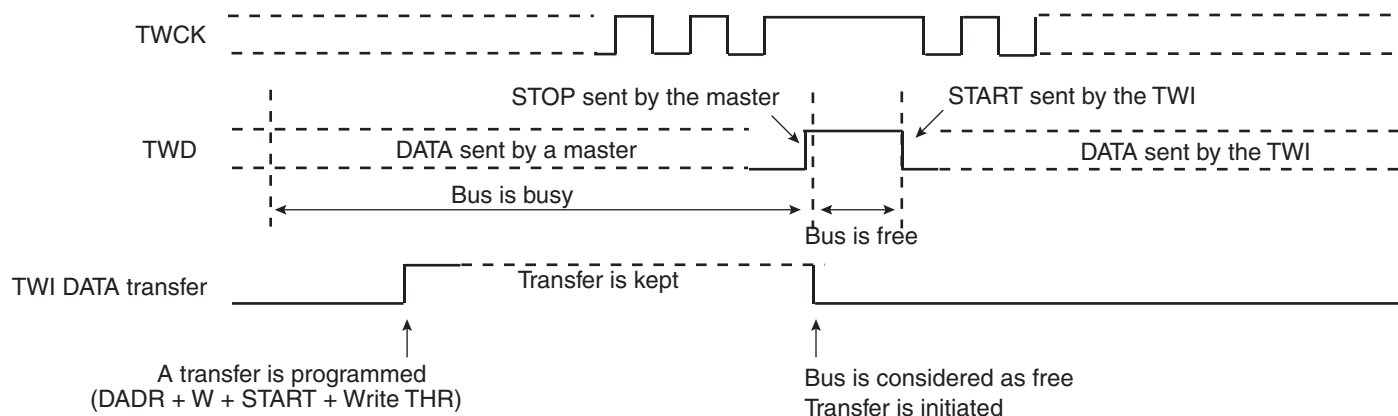 TWCK
STOP sent by the master
START sent by the TWI
TWD
DATA sent by a master
DATA sent by the TWI
Bus is busy
Bus is free
TWI DATA transfer
Transfer is kept
A transfer is programmed
(DADR + W + START + Write THR)
Bus is considered as free
Transfer is initiated